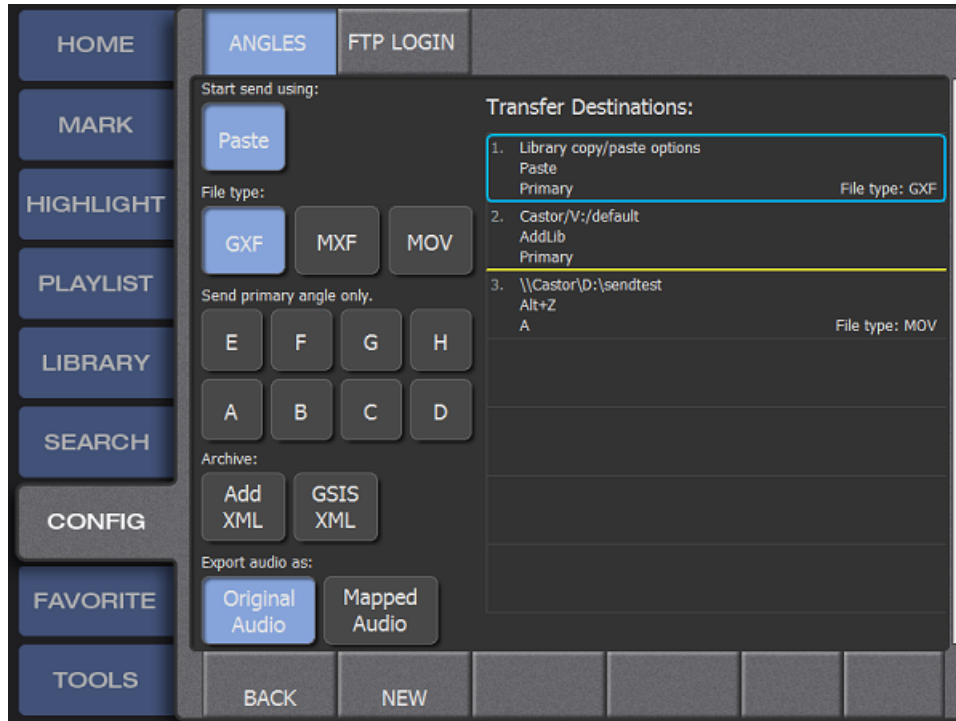 HOME
MARK
HIGHLIGHT
PLAYLIST
LIBRARY
SEARCH
CONFIG
FAVORITE
TOOLS
ANGLES
FTP LOGIN
Start send using:
Paste
File type:
GXF
MXF
MOV
Send primary angle only.
E
F
G
H
A
B
C
D
Archive:
Add
XML
GSIS
XML
Export audio as:
Original
Audio
Mapped
Audio
Transfer Destinations:
1. Library copy/paste options
Paste
Primary File type: GXF
2. Castor/V:/default
AddLib
Primary
3. \\Castor\D:\sendtest
Alt+Z
A File type: MOV
BACK
NEW